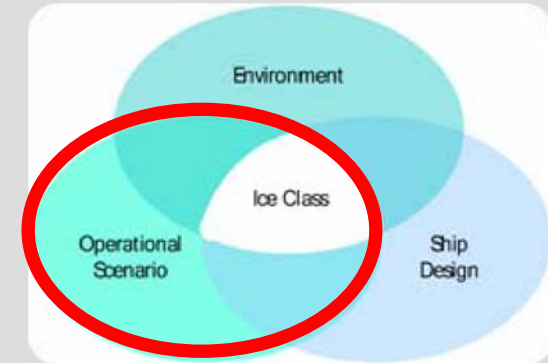 Environment
Ice Class
Operational
Scenario
Ship
Design